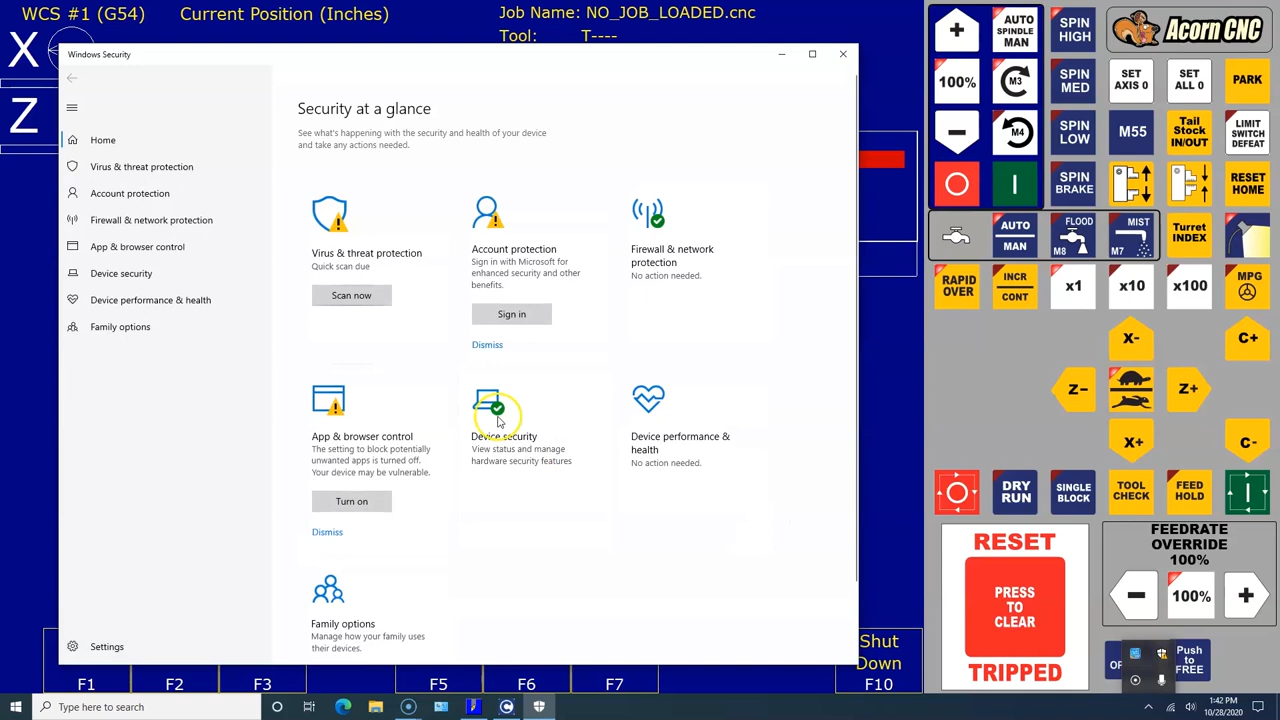 WCS #1 (G54)
Current Position (Inches)
Job Name: NO_JOB_LOADED.cnc
Tool: T----
X
Z
Windows Security
Home
Virus & threat protection
Account protection
Firewall & network protection
App & browser control
Device security
Device performance & health
Family options
Settings
Security at a glance
See what's happening with the security and health of your device
and take any actions needed.
Virus & threat protection
Quick scan due
Scan now
Account protection
Sign in with Microsoft for
enhanced security and other
benefits.
Sign in
Dismiss
Firewall & network
protection
No action needed.
App & browser control
The setting to block potentially
unwanted apps is turned off.
Your device may be vulnerable.
Turn on
Dismiss
Device security
View status and manage
hardware security features
Device performance &
health
No action needed.
Family options
Manage how your family uses
their devices.
F1
F2
F3
F5
F6
F7
Shut
Down
F10
+
AUTO
SPINDLE
MAN
SPIN
HIGH
Acorn CNC
100%
M3
SPIN
MED
SET
AXIS 0
SET
ALL 0
PARK
M4
SPIN
LOW
M55
Tail
Stock
IN/OUT
LIMIT
SWITCH
DEFEAT
SPIN
BRAKE
RESET
HOME
AUTO
MAN
FLOOD
M8
MIST
M7
Turret
INDEX
RAPID
OVER
INCR
CONT
x1
x10
x100
MPG
X-
C+
Z-
Z+
X+
C-
DRY
RUN
SINGLE
BLOCK
TOOL
CHECK
FEED
HOLD
RESET
PRESS
TO
CLEAR
TRIPPED
FEEDRATE
OVERRIDE
100%
-
100%
+
Push
to
FREE
Type here to search
1:42 PM
10/28/2020